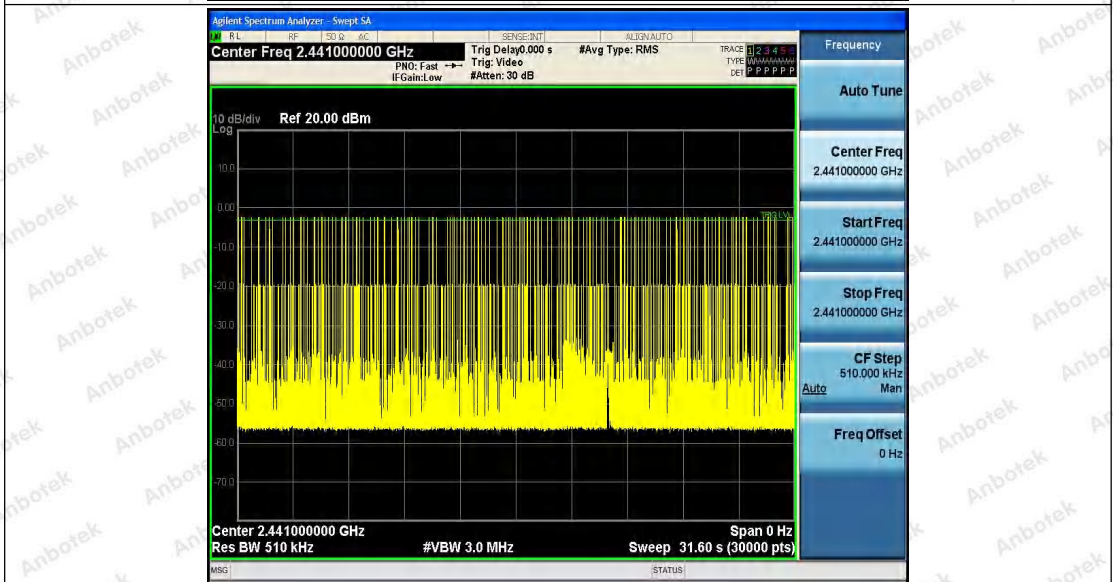 Agilent Spectrum Analyzer - Swept SA
RL RF 50 Ω AC SENSE:INT ALIGN AUTO
Center Freq 2.441000000 GHz
PNO: Fast
IFGain:Low
Trig Delay0.000 s
Trig: Video
#Atten: 30 dB
#Avg Type: RMS
TRACE 1 2 3 4 5 6
TYPE WWWWWW
DET P P P P P P
10 dB/div Ref 20.00 dBm
Log
10.0
0.00
TRIG LVL
-10.0
-20.0
-30.0
-40.0
-50.0
-60.0
-70.0
Center 2.441000000 GHz Span 0 Hz
Res BW 510 kHz #VBW 3.0 MHz Sweep 31.60 s (30000 pts)
MSG STATUS
Frequency
Auto Tune
Center Freq
2.441000000 GHz
Start Freq
2.441000000 GHz
Stop Freq
2.441000000 GHz
CF Step
510.000 kHz
Auto Man
Freq Offset
0 Hz
Anbotek